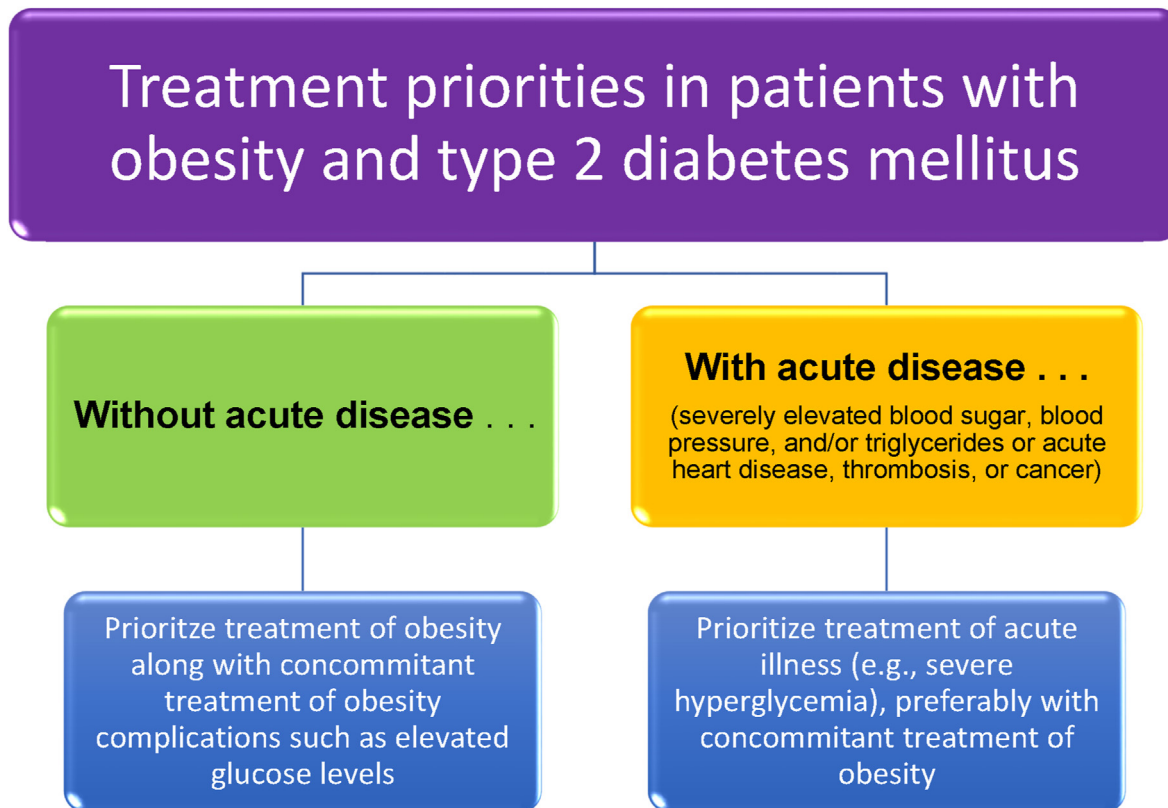 Treatment priorities in patients with
obesity and type 2 diabetes mellitus
Without acute disease . . .
With acute disease . . .
(severely elevated blood sugar, blood
pressure, and/or triglycerides or acute
heart disease, thrombosis, or cancer)
Prioritze treatment of obesity
along with concommitant
treatment of obesity
complications such as elevated
glucose levels
Prioritize treatment of acute
illness (e.g., severe
hyperglycemia), preferably with
concommitant treatment of
obesity